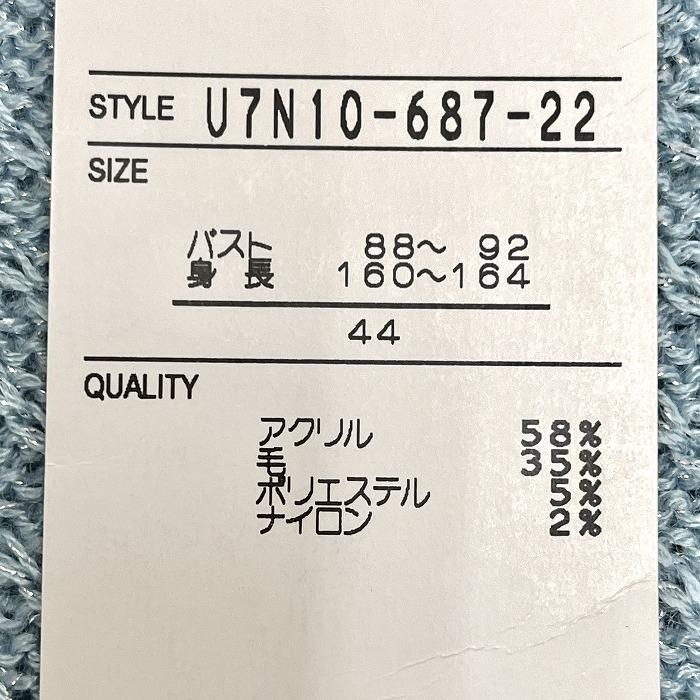 STYLE U7N10-687-22
SIZE
バスト 88～ 92
身 長 160～164
44
QUALITY
アクリル 58%
毛 35%
ポリエステル 5%
ナイロン 2%